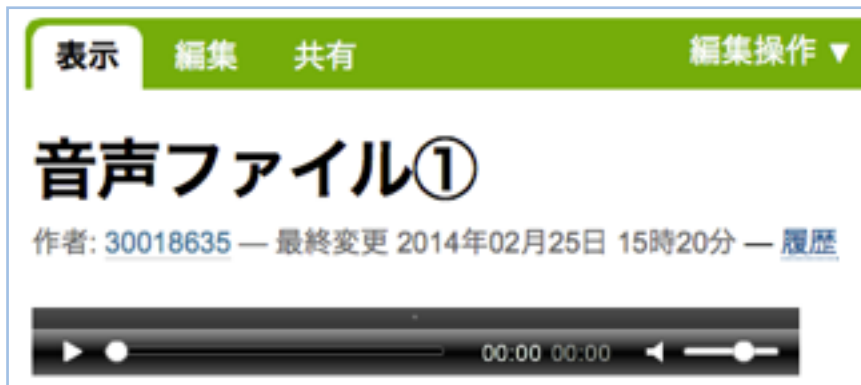 表示 編集 共有 編集操作 ▼
音声ファイル①
作者: 30018635 — 最終変更 2014年02月25日 15時20分 — 履歴
00:00 00:00